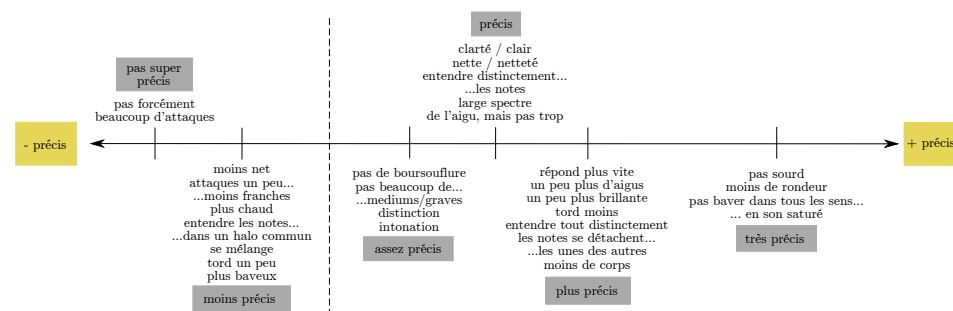 - précis
pas super
précis
pas forcément
beaucoup d'attaques
moins net
attaques un peu...
...moins franches
plus chaud
entendre les notes...
...dans un halo commun
se mélange
tord un peu
plus baveux
moins précis
pas de boursouflure
pas beaucoup de...
...mediums/graves
distinction
intonation
assez précis
précis
clarté / clair
nette / netteté
entendre distinctement...
...les notes
large spectre
de l'aigu, mais pas trop
répond plus vite
un peu plus d'aigus
un peu plus brillante
tord moins
entendre tout distinctement
les notes se détachent...
...les unes des autres
moins de corps
plus précis
pas sourd
moins de rondeur
pas baver dans tous les sens...
... en son saturé
très précis
+ précis